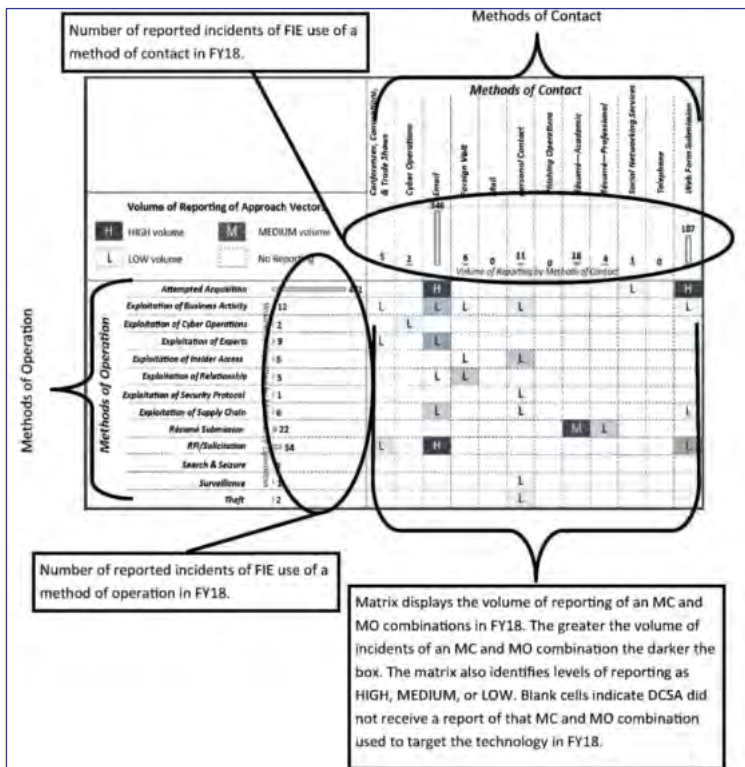 Methods of Contact
Number of reported incidents of FIE use of a
method of contact in FY18.
Methods of Contact
Conferences, Conventions,
& Trade Shows
Cyber Operations
Email
Foreign Visit
Mail
Personal Contact
Phishing Operations
Résumé—Academic
Résumé—Professional
Social Networking Services
Telephone
Web Form Submission
Volume of Reporting of Approach Vectors
H HIGH volume M MEDIUM volume
L LOW volume No Reporting
5 2 346 6 0 31 0 18 4 1 0 107
Volume of Reporting by Methods of Contact
Methods of Operation
Methods of Operation
Attempted Acquisition H L H
Exploitation of Business Activity 12 L L L L L
Exploitation of Cyber Operations 2 L
Exploitation of Experts 9 L L
Exploitation of Insider Access 5 L L
Exploitation of Relationship 5 L L
Exploitation of Security Protocol 1 L
Exploitation of Supply Chain 6 L L L
Résumé Submission 22 M L
RFI/Solicitation 54 L H L
Search & Seizure
Surveillance L
Theft 2 L
Number of reported incidents of FIE use of a
method of operation in FY18.
Matrix displays the volume of reporting of an MC and
MO combinations in FY18. The greater the volume of
incidents of an MC and MO combination the darker the
box. The matrix also identifies levels of reporting as
HIGH, MEDIUM, or LOW. Blank cells indicate DCSA did
not receive a report of that MC and MO combination
used to target the technology in FY18.